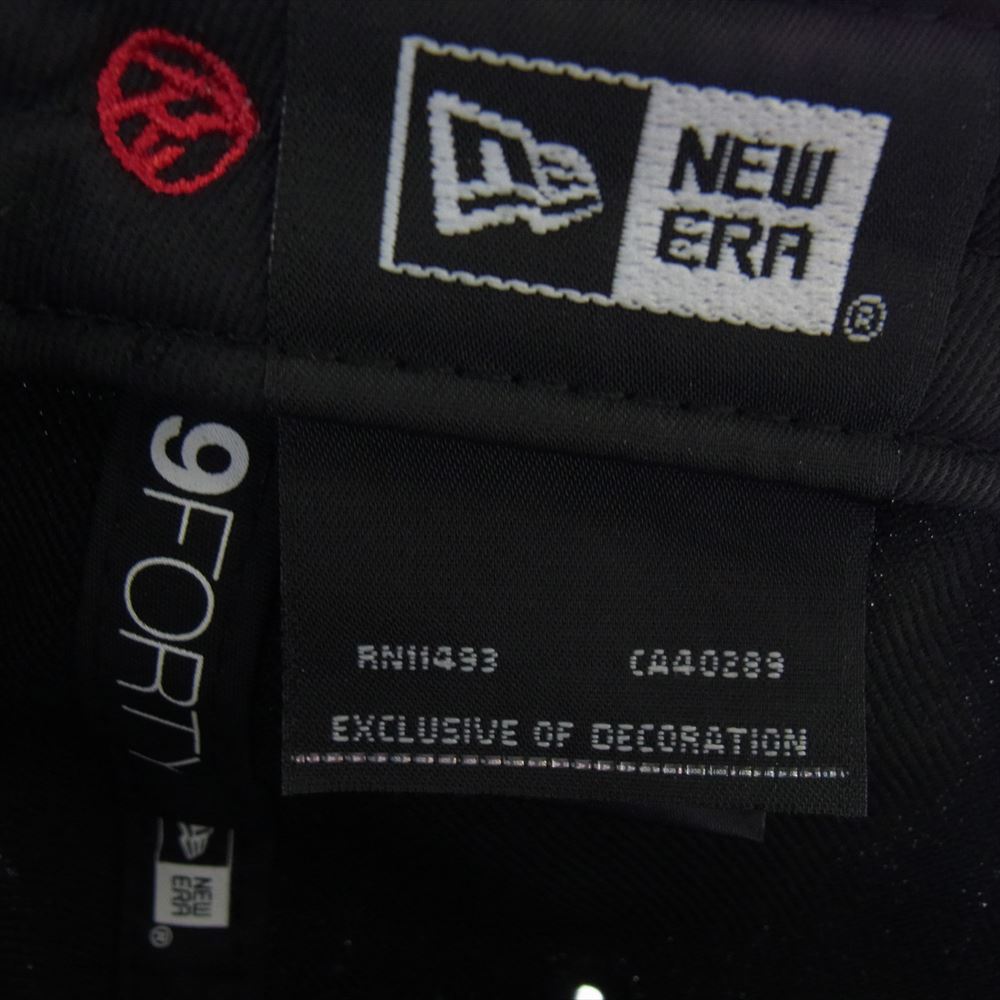 NEW
ERA
®
9FORTY
RN11493 CA40289
EXCLUSIVE OF DECORATION
NEW
ERA
®